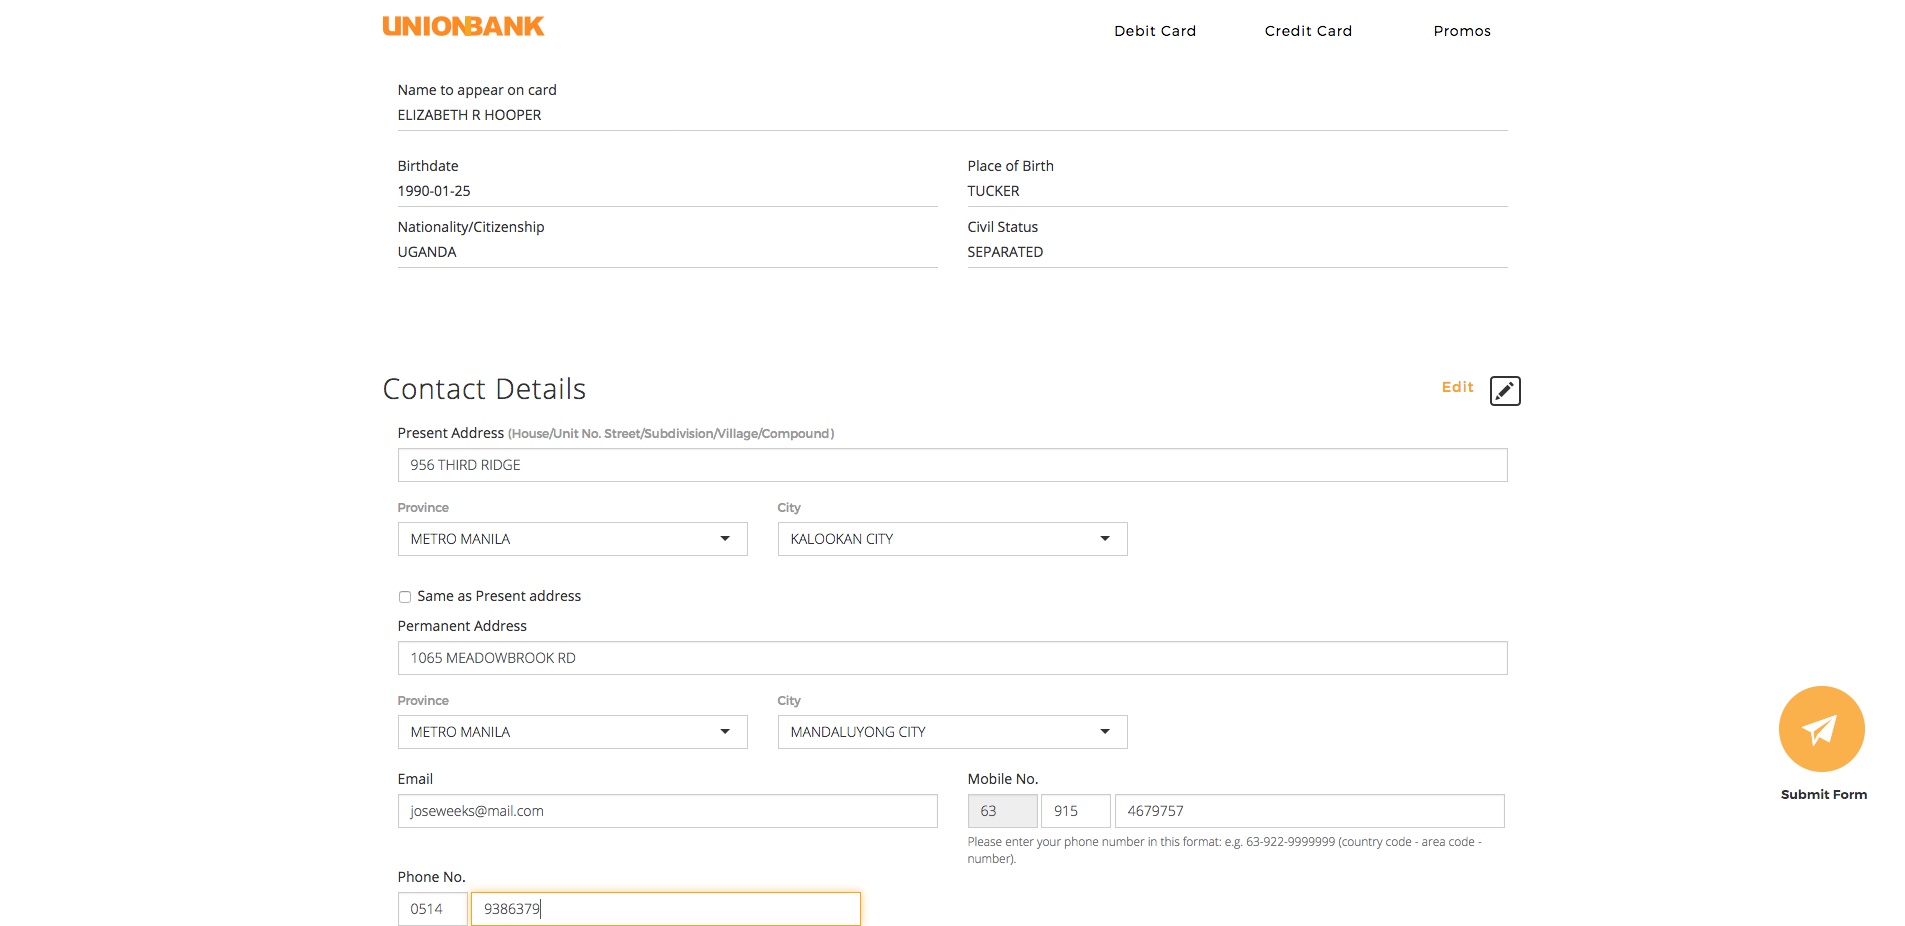 UNIONBANK
Debit Card Credit Card Promos
Name to appear on card
ELIZABETH R HOOPER
Birthdate Place of Birth
1990-01-25 TUCKER
Nationality/Citizenship Civil Status
UGANDA SEPARATED
Contact Details Edit
Present Address (House/Unit No. Street/Subdivision/Village/Compound)
956 THIRD RIDGE
Province City
METRO MANILA KALOOKAN CITY
Same as Present address
Permanent Address
1065 MEADOWBROOK RD
Province City
METRO MANILA MANDALUYONG CITY
Email Mobile No.
joseweeks@mail.com 63 915 4679757
Please enter your phone number in this format: e.g. 63-922-9999999 (country code - area code -
number).
Phone No.
0514 9386379
Submit Form